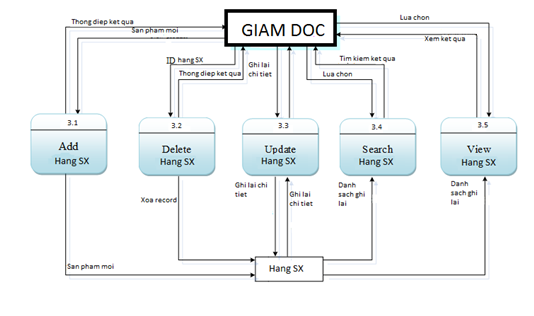 Thong diep ket qua
San pham moi
GIAM DOC
Lua chon
Xem ket qua
ID hang SX
Thong diep ket qua
Ghi lai
chi tiet
Tim kiem ket qua
Lua chon
3.1
Add
Hang SX
3.2
Delete
Hang SX
3.3
Update
Hang SX
3.4
Search
Hang SX
3.5
View
Hang SX
Xoa record
Ghi lai chi
tiet
Ghi lai
chi tiet
Danh
sach ghi
lai
Danh
sach ghi
lai
San pham moi
Hang SX